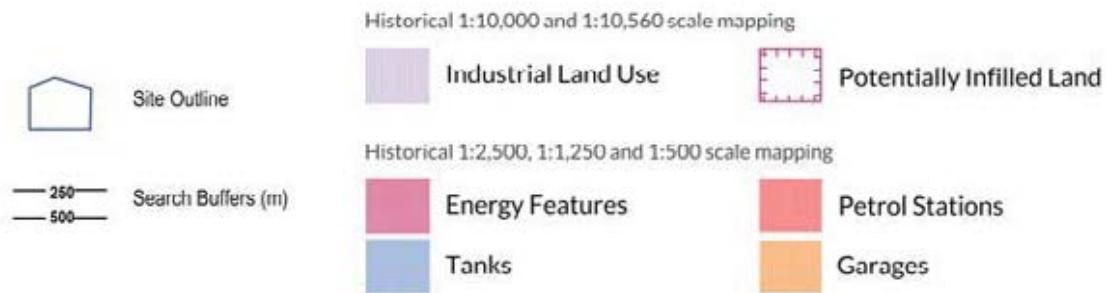 Historical 1:10,000 and 1:10,560 scale mapping
Site Outline
Industrial Land Use
Potentially Infilled Land
Historical 1:2,500, 1:1,250 and 1:500 scale mapping
250
500
Search Buffers (m)
Energy Features
Petrol Stations
Tanks
Garages